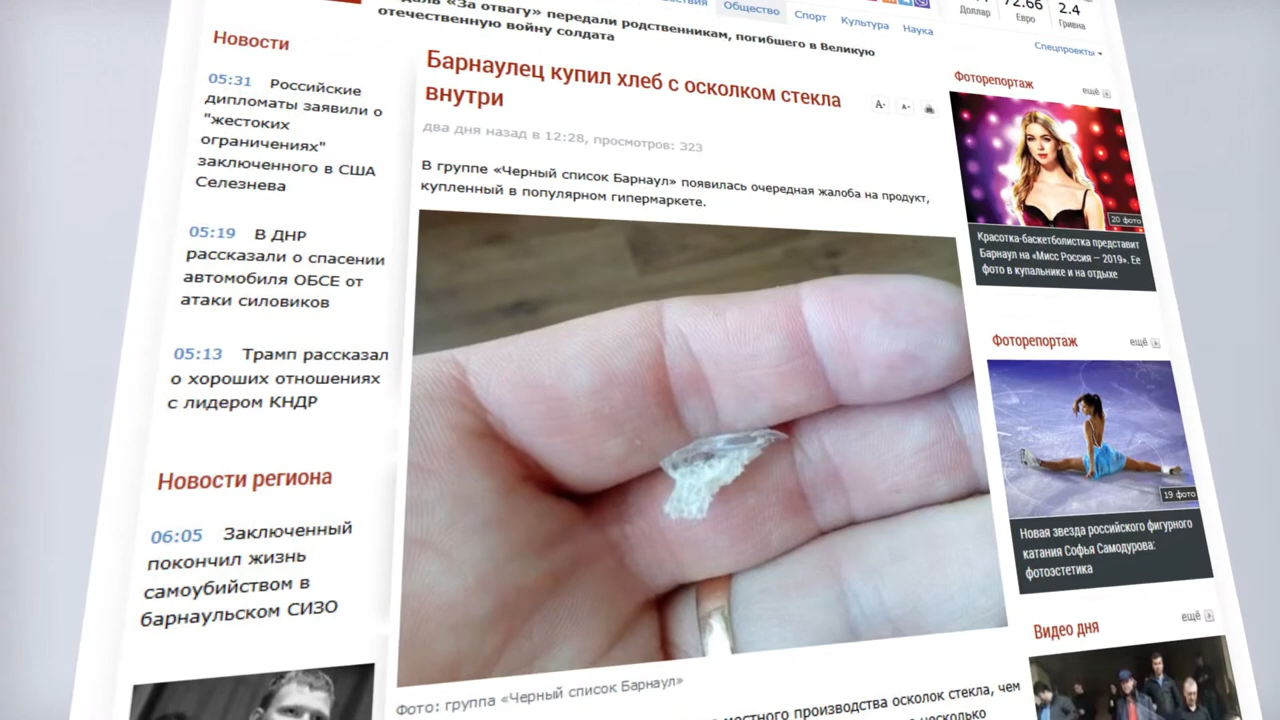 «За отвагу» передали родственникам, погибшего в Великую
отечественную войну солдата
Общество
Спорт
Культура
Наука
Доллар
72.66
Евро
2.4
Гривна
Спецпроекты
Новости
05:31 Российские
дипломаты заявили о
"жестоких
ограничениях"
заключенного в США
Селезнева
05:19 В ДНР
рассказали о спасении
автомобиля ОБСЕ от
атаки силовиков
05:13 Трамп рассказал
о хороших отношениях
с лидером КНДР
Новости региона
06:05 Заключенный
покончил жизнь
самоубийством в
барнаульском СИЗО
Барнаулец купил хлеб с осколком стекла
внутри
A+ A-
два дня назад в 12:28, просмотров: 323
В группе «Черный список Барнаул» появилась очередная жалоба на продукт,
купленный в популярном гипермаркете.
Фото: группа «Черный список Барнаул»
местного производства осколок стекла, чем
несколько
Фоторепортаж
ещё
20 фото
Красотка-баскетболистка представит
Барнаул на «Мисс Россия – 2019». Ее
фото в купальнике и на отдыхе
Фоторепортаж
ещё
19 фото
Новая звезда российского фигурного
катания Софья Самодурова:
фотоэстетика
Видео дня
ещё